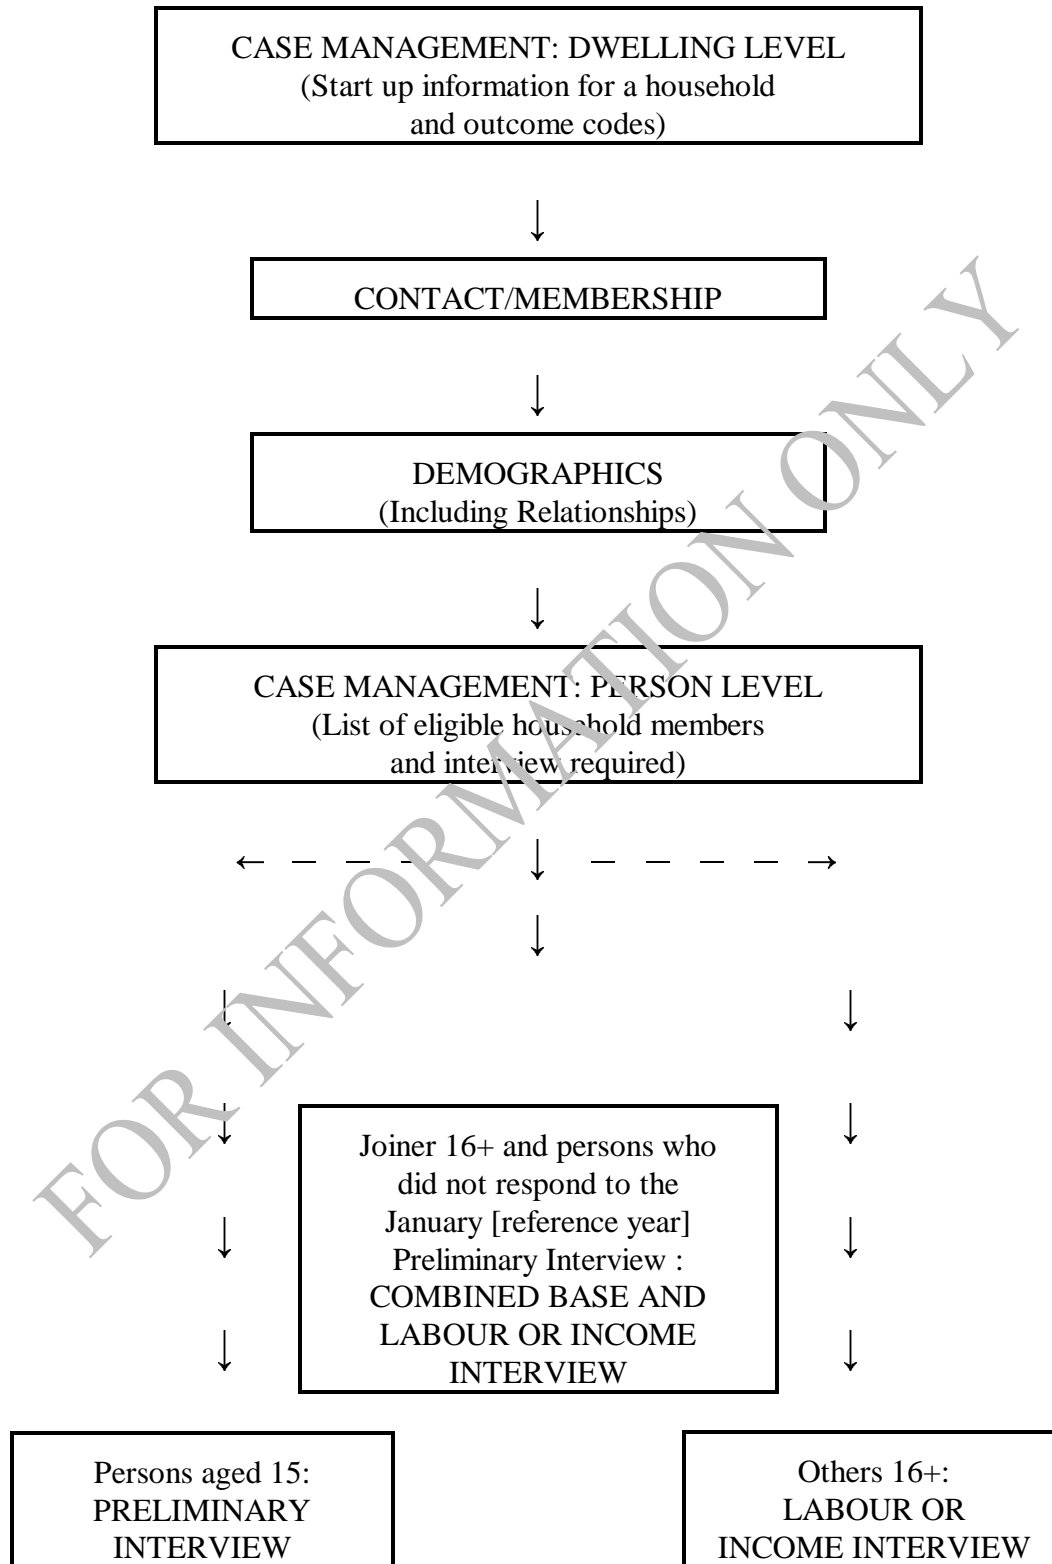 CASE MANAGEMENT: DWELLING LEVEL
(Start up information for a household
and outcome codes)
CONTACT/MEMBERSHIP
DEMOGRAPHICS
(Including Relationships)
CASE MANAGEMENT: PERSON LEVEL
(List of eligible household members
and interview required)
FOR INFORMATION ONLY
Joiner 16+ and persons who
did not respond to the
January [reference year]
Preliminary Interview :
COMBINED BASE AND
LABOUR OR INCOME
INTERVIEW
Persons aged 15:
PRELIMINARY
INTERVIEW
Others 16+:
LABOUR OR
INCOME INTERVIEW